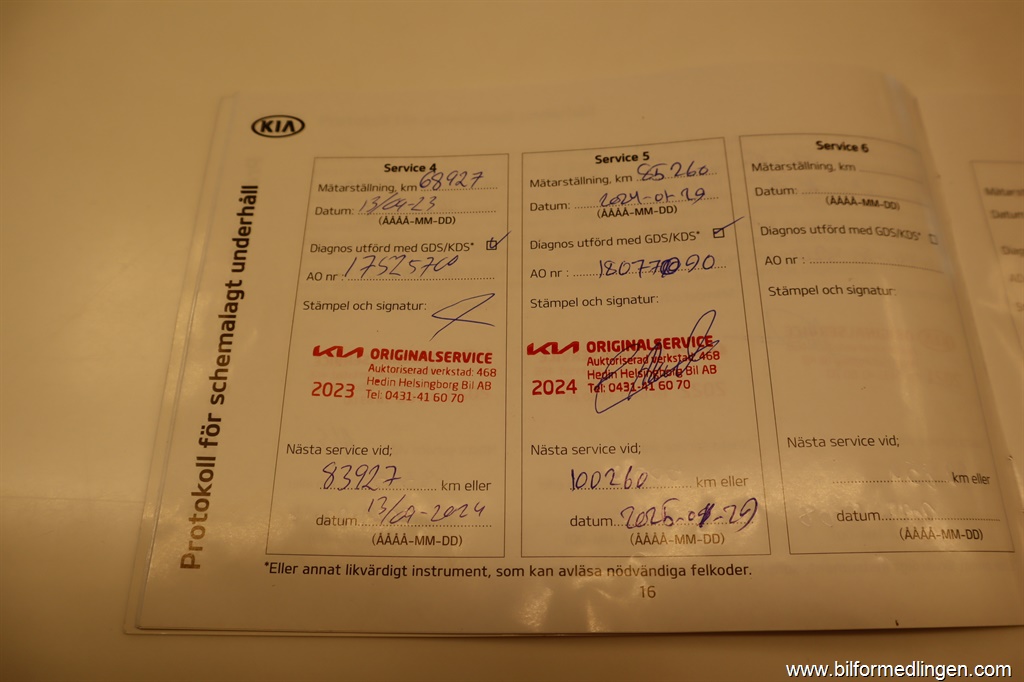 KIA
Protokoll för schemalagt underhåll
Service 4
Mätarställning, km 68927
Datum: 13/04-23
(ÅÅÅÅ-MM-DD)
Diagnos utförd med GDS/KDS*
AO nr : 17525700
Stämpel och signatur:
KIA ORIGINALSERVICE
Auktoriserad verkstad: 468
2023 Hedin Helsingborg Bil AB
Tel: 0431-41 60 70
Nästa service vid;
83927 km eller
datum 13/04-2024
(ÅÅÅÅ-MM-DD)
Service 5
Mätarställning, km 85260
Datum: 2024-01-29
(ÅÅÅÅ-MM-DD)
Diagnos utförd med GDS/KDS*
AO nr :
Stämpel och signatur:
KIA ORIGINALSERVICE
Auktoriserad verkstad: 468
2024 Hedin Helsingborg Bil AB
Tel: 0431-41 60 70
Nästa service vid;
100260 km eller
datum 2025-01-29
(ÅÅÅÅ-MM-DD)
Service 6
Mätarställning, km
Datum:
(ÅÅÅÅ-MM-DD)
Diagnos utförd med GDS/KDS*
AO nr :
Stämpel och signatur:
Nästa service vid;
km eller
datum
(ÅÅÅÅ-MM-DD)
*Eller annat likvärdigt instrument, som kan avläsa nödvändiga felkoder.
16
www.bilformedlingen.com